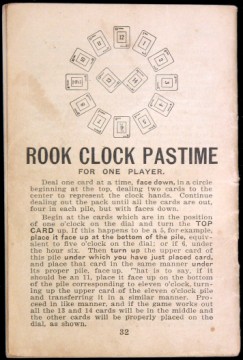 ROOK CLOCK PASTIME
FOR ONE PLAYER.
Deal one card at a time, face down, in a circle
beginning at the top, dealing two cards to the
center to represent the clock hands. Continue
dealing out the pack until all the cards are out,
four in each pile, but with faces down.
Begin at the cards which are in the position
of one o'clock on the dial and turn the TOP
CARD up. If this happens to be a 5, for example,
place it face up at the bottom of the pile, equiv-
alent to five o'clock on the dial; or if 6, under
the hour six. Then turn up the upper card of this
pile under which you have just placed card,
and place that card in the same manner under
its proper pile, face up. That is to say, if it
should be an 11, place it face up on the bottom
of the pile corresponding to eleven o'clock, turn-
ing up the upper card of the eleven o'clock pile
and transferring it in a similar manner. Pro-
ceed in like manner, and if the game works out
all the 13 and 14 cards will be in the middle and
the other cards will be properly placed on the
dial, as shown.
32